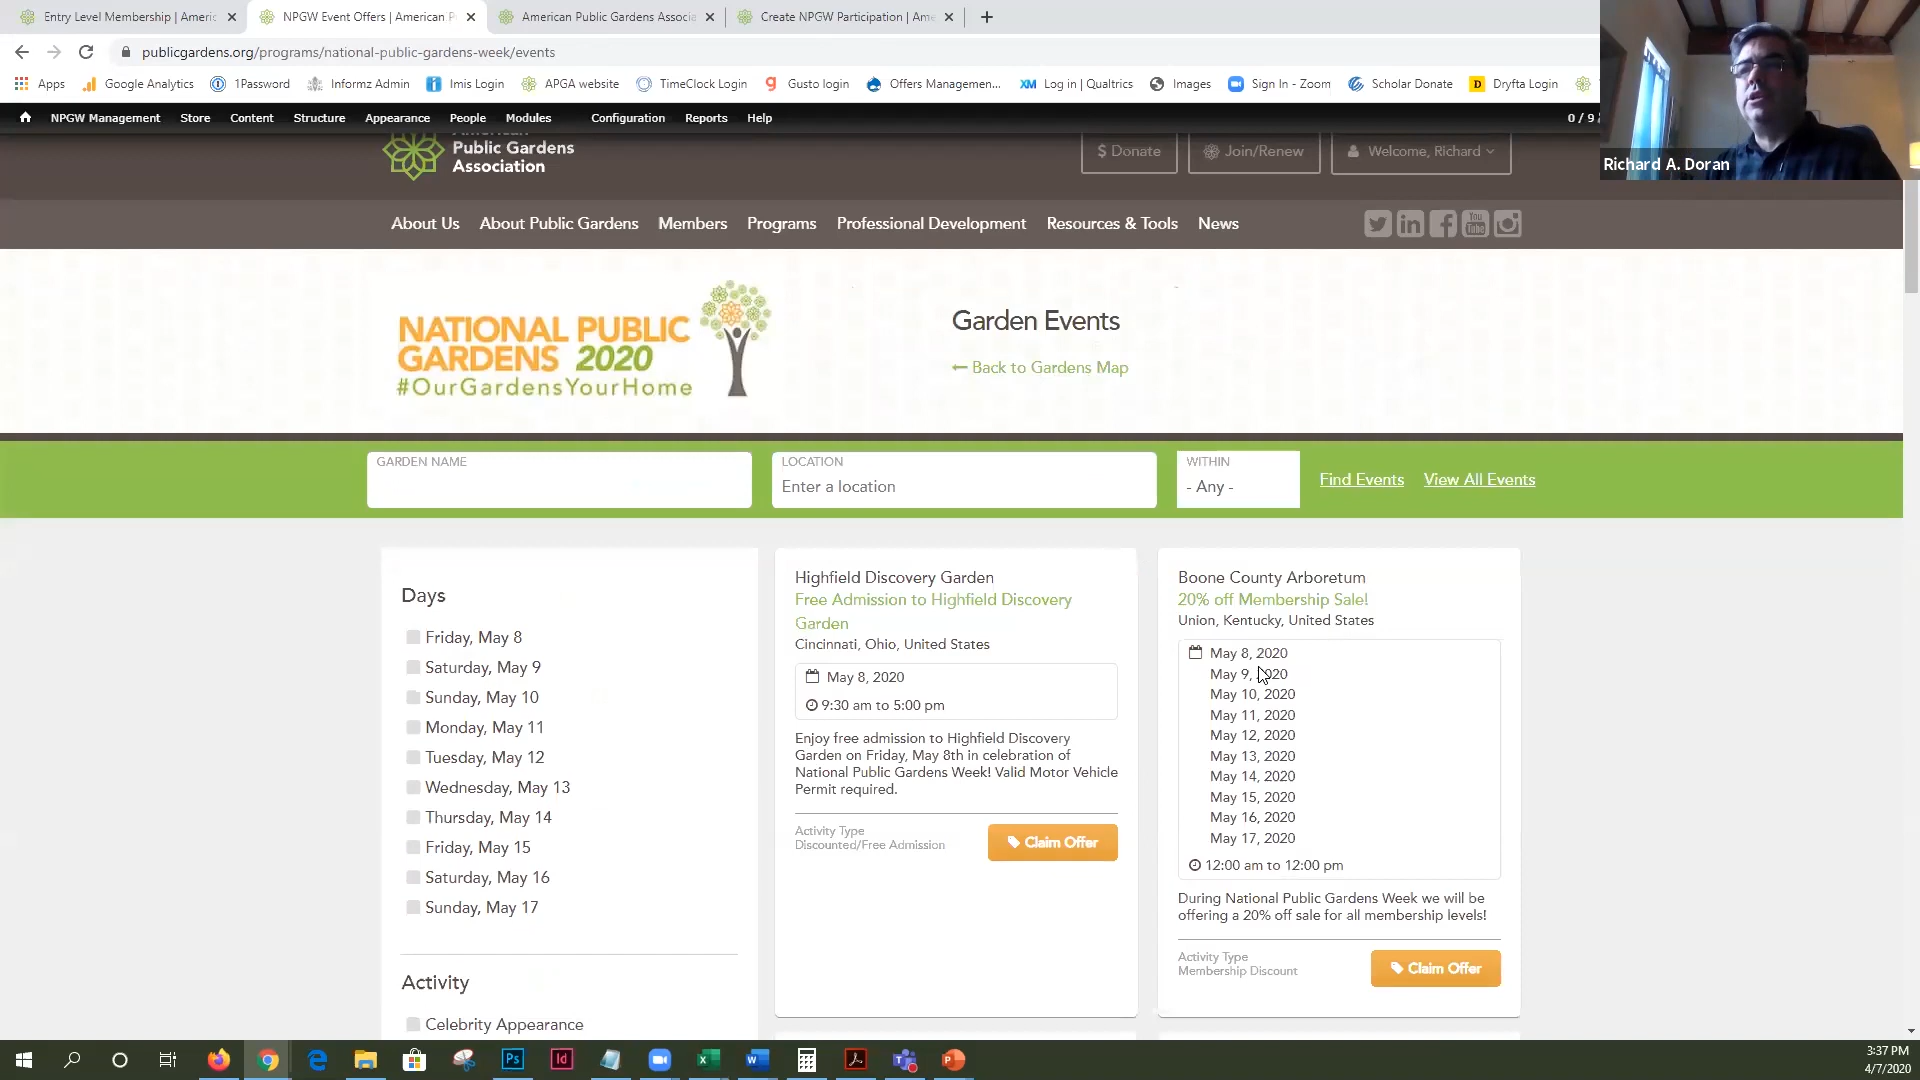 Entry Level Membership | Americ
NPGW Event Offers | American P
American Public Gardens Associa
Create NPGW Participation | Ame
publicgardens.org/programs/national-public-gardens-week/events
Apps
Google Analytics
1Password
Informz Admin
Imis Login
APGA website
TimeClock Login
Gusto login
Offers Managemen...
XM Log in | Qualtrics
Images
Sign In - Zoom
Scholar Donate
D Dryfta Login
NPGW Management
Store
Content
Structure
Appearance
People
Modules
Configuration
Reports
Help
0 / 9
Richard A. Doran
American
Public Gardens
Association
$ Donate
Join/Renew
Welcome, Richard
About Us
About Public Gardens
Members
Programs
Professional Development
Resources & Tools
News
NATIONAL PUBLIC
GARDENS 2020
#OurGardensYourHome
Garden Events
Back to Gardens Map
GARDEN NAME
LOCATION
Enter a location
WITHIN
- Any -
Find Events
View All Events
Days
Friday, May 8
Saturday, May 9
Sunday, May 10
Monday, May 11
Tuesday, May 12
Wednesday, May 13
Thursday, May 14
Friday, May 15
Saturday, May 16
Sunday, May 17
Activity
Celebrity Appearance
Highfield Discovery Garden
Free Admission to Highfield Discovery
Garden
Cincinnati, Ohio, United States
May 8, 2020
9:30 am to 5:00 pm
Enjoy free admission to Highfield Discovery
Garden on Friday, May 8th in celebration of
National Public Gardens Week! Valid Motor Vehicle
Permit required.
Activity Type
Discounted/Free Admission
Claim Offer
Boone County Arboretum
20% off Membership Sale!
Union, Kentucky, United States
May 8, 2020
May 9, 2020
May 10, 2020
May 11, 2020
May 12, 2020
May 13, 2020
May 14, 2020
May 15, 2020
May 16, 2020
May 17, 2020
12:00 am to 12:00 pm
During National Public Gardens Week we will be
offering a 20% off sale for all membership levels!
Activity Type
Membership Discount
Claim Offer
3:37 PM
4/7/2020